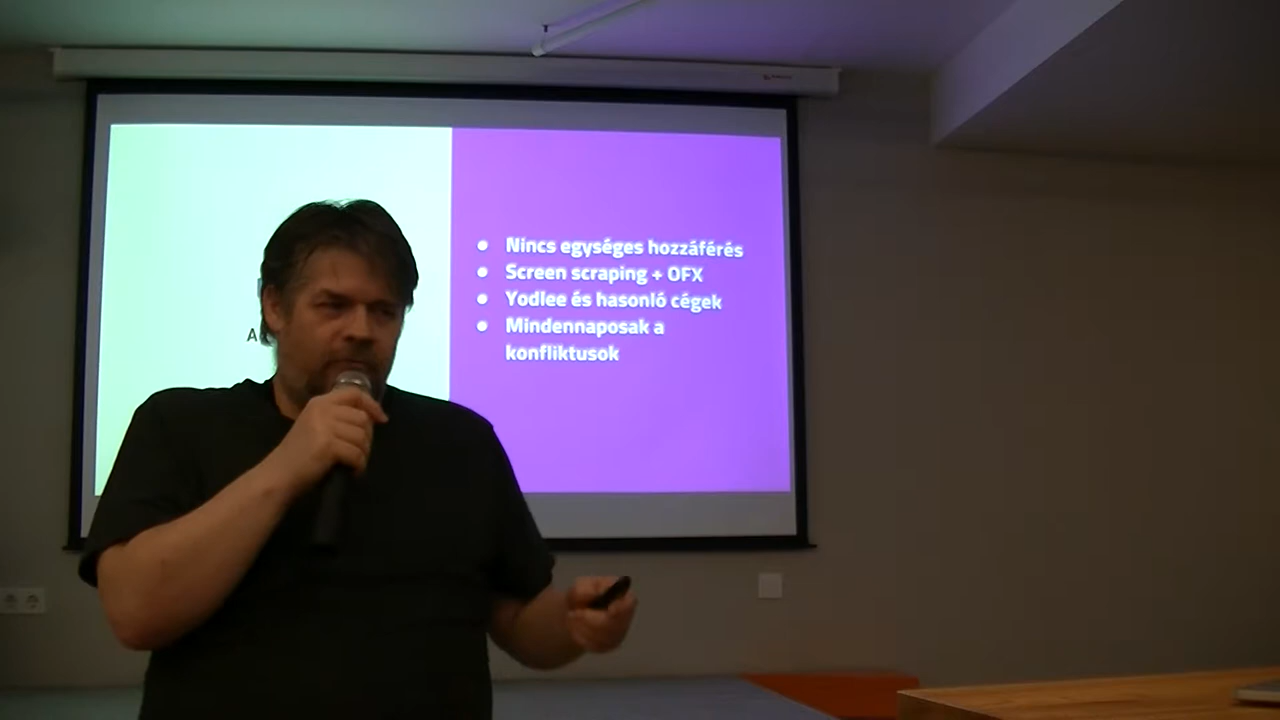 ● Nincs egységes hozzáférés
● Screen scraping + OFX
● Yodlee és hasonló cégek
● Mindennaposak a
konfliktusok
A